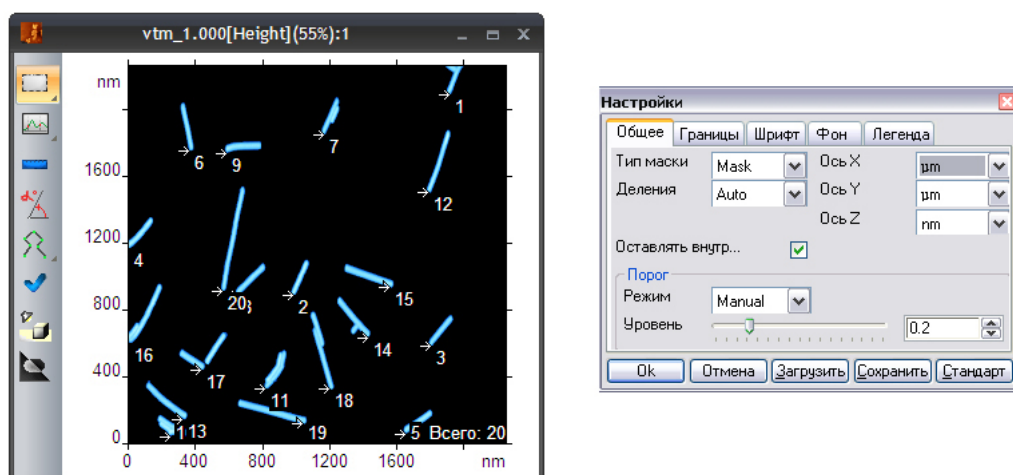 vtm_1.000[Height](55%):1
nm
1
7
6
9
1600
12
1200
4
20
2
15
800
16
14
3
17
400
11
18
13
19
5
Всего: 20
0
0 400 800 1200 1600 nm
Настройки
Общее Границы Шрифт Фон Легенда
Тип маски Mask Ось X µm
Деления Auto Ось Y µm
Ось Z nm
Оставлять внутр...
Порог
Режим Manual
Уровень 0.2
Ok Отмена Загрузить Сохранить Стандарт